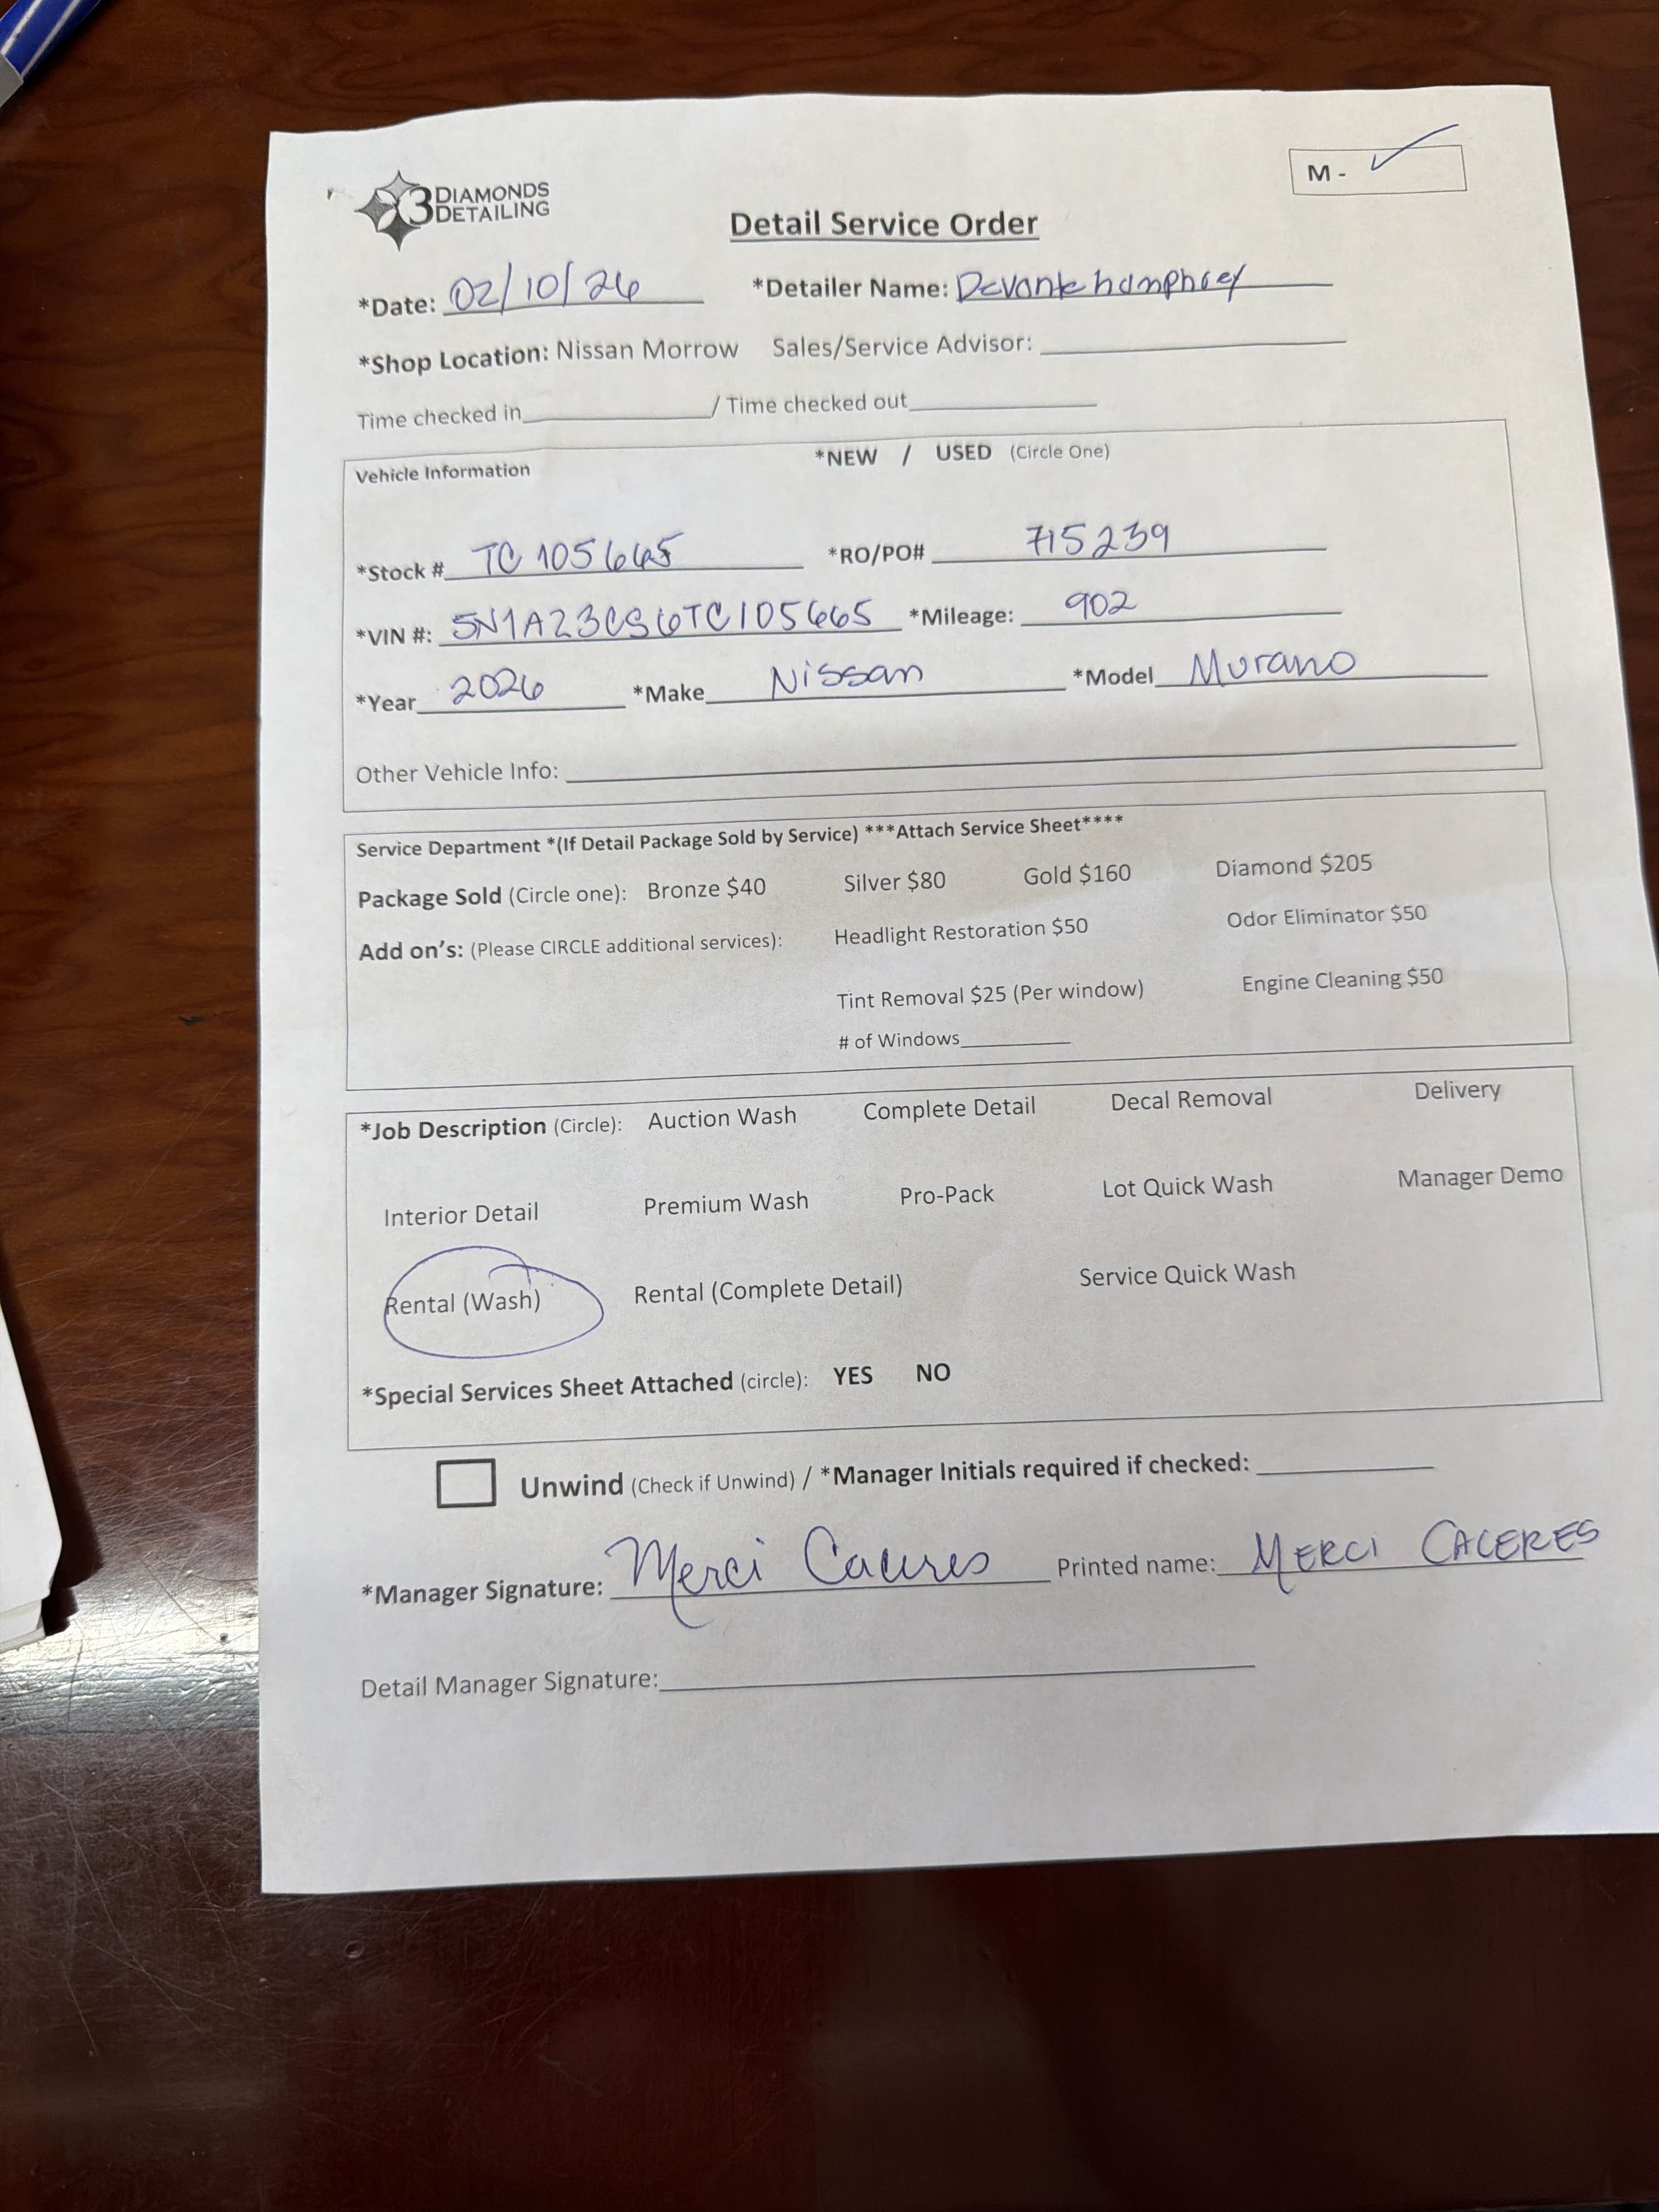 3 DIAMONDS DETAILING
M - ✓
Detail Service Order
*Date: 02/10/26 *Detailer Name: Devonte humphrey
*Shop Location: Nissan Morrow Sales/Service Advisor:
Time checked in / Time checked out
Vehicle Information *NEW / USED (Circle One)
*Stock # TC105665 *RO/PO# 715239
*VIN #: 5N1A23CS6TC105665 *Mileage: 902
*Year 2026 *Make Nissan *Model Murano
Other Vehicle Info:
Service Department *(If Detail Package Sold by Service) ***Attach Service Sheet****
Package Sold (Circle one): Bronze $40 Silver $80 Gold $160 Diamond $205
Add on's: (Please CIRCLE additional services): Headlight Restoration $50 Odor Eliminator $50
Tint Removal $25 (Per window) Engine Cleaning $50
# of Windows
*Job Description (Circle): Auction Wash Complete Detail Decal Removal Delivery
Interior Detail Premium Wash Pro-Pack Lot Quick Wash Manager Demo
Rental (Wash) Rental (Complete Detail) Service Quick Wash
*Special Services Sheet Attached (circle): YES NO
Unwind (Check if Unwind) / *Manager Initials required if checked:
*Manager Signature: Merci Caceres Printed name: MERCI CACERES
Detail Manager Signature: